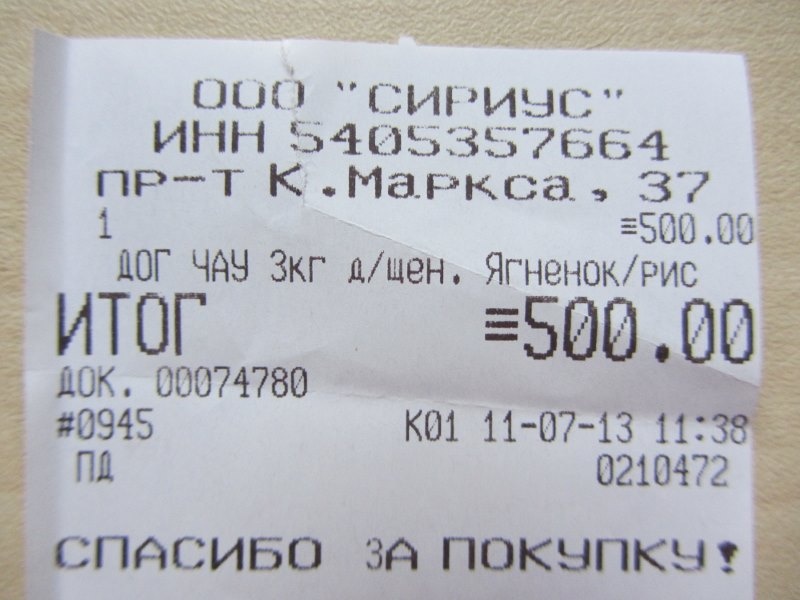 ООО "СИРИУС"
ИНН 5405357664
пр-т К.Маркса, 37
1 ≡500.00
ДОГ ЧАУ 3кг д/щен. Ягненок/рис
ИТОГ ≡500.00
ДОК. 00074780
#0945 К01 11-07-13 11:38
ПД 0210472
СПАСИБО ЗА ПОКУПКУ!